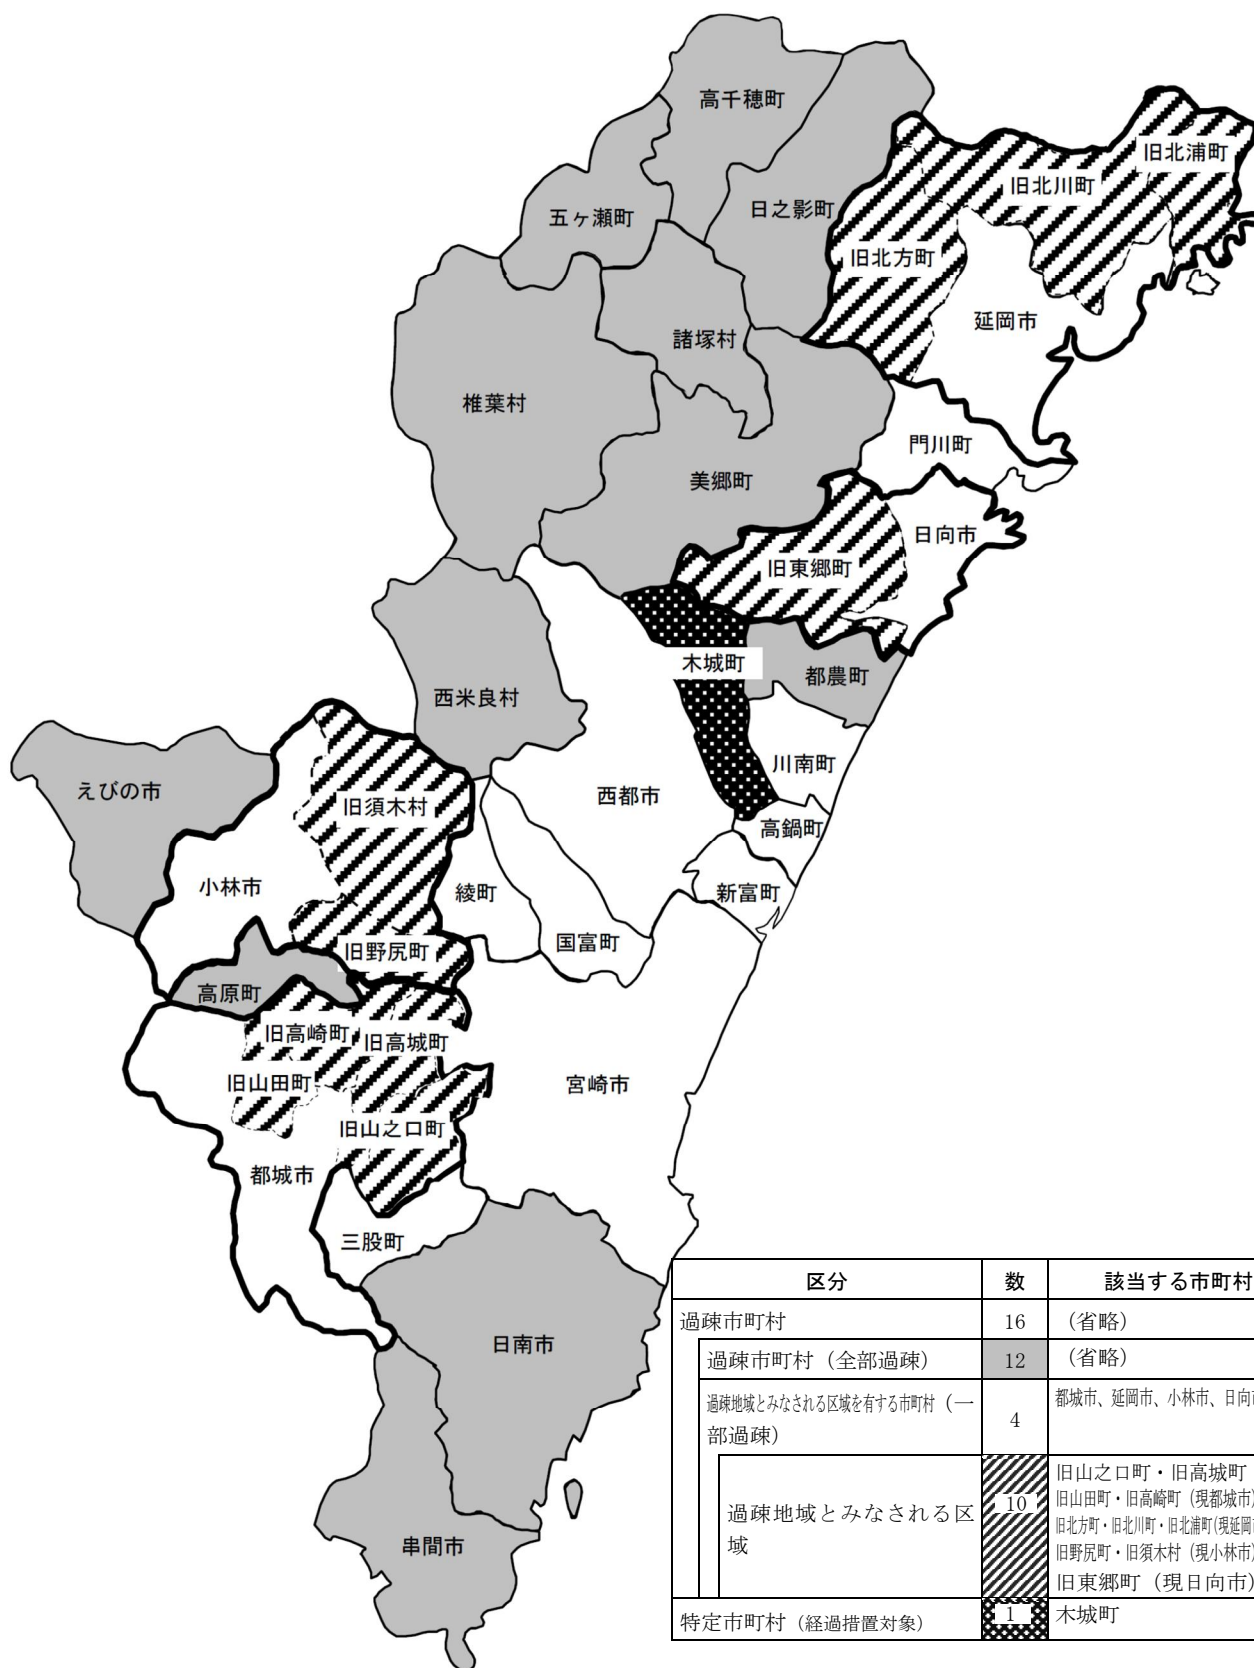 高千穂町
旧北浦町
旧北川町
日之影町
五ヶ瀬町
旧北方町
延岡市
諸塚村
椎葉村
門川町
美郷町
日向市
旧東郷町
木城町
都農町
西米良村
川南町
えびの市
西都市
旧須木村
高鍋町
小林市
綾町
新富町
国富町
旧野尻町
高原町
旧高崎町
旧高城町
旧山田町
宮崎市
旧山之口町
都城市
三股町
日南市
串間市
区分 数 該当する市町村
過疎市町村 16 （省略）
過疎市町村（全部過疎） 12 （省略）
過疎地域とみなされる区域を有する市町村（一
部過疎）
4
都城市、延岡市、小林市、日向
過疎地域とみなされる区
域
10
旧山之口町・旧高城町
旧山田町・旧高崎町（現都城市）
旧北方町・旧北川町・旧北浦町(現延岡
旧野尻町・旧須木村（現小林市）
旧東郷町（現日向市）
特定市町村（経過措置対象） 1 木城町